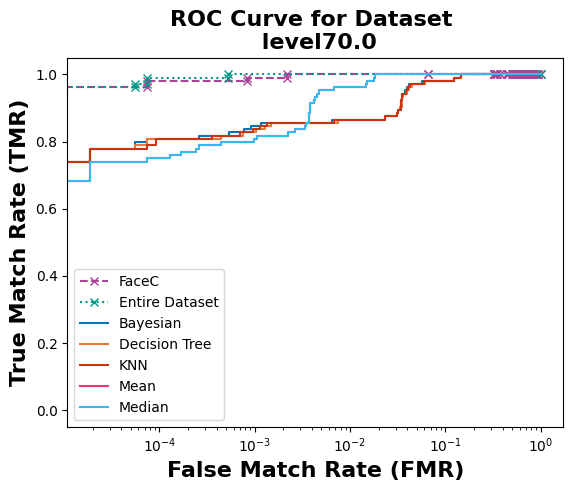 ROC Curve for Dataset
level70.0
True Match Rate (TMR)
1.0
0.8
0.6
0.4
0.2
0.0
FaceC
Entire Dataset
Bayesian
Decision Tree
KNN
Mean
Median
10⁻⁴
10⁻³
10⁻²
10⁻¹
10⁰
False Match Rate (FMR)